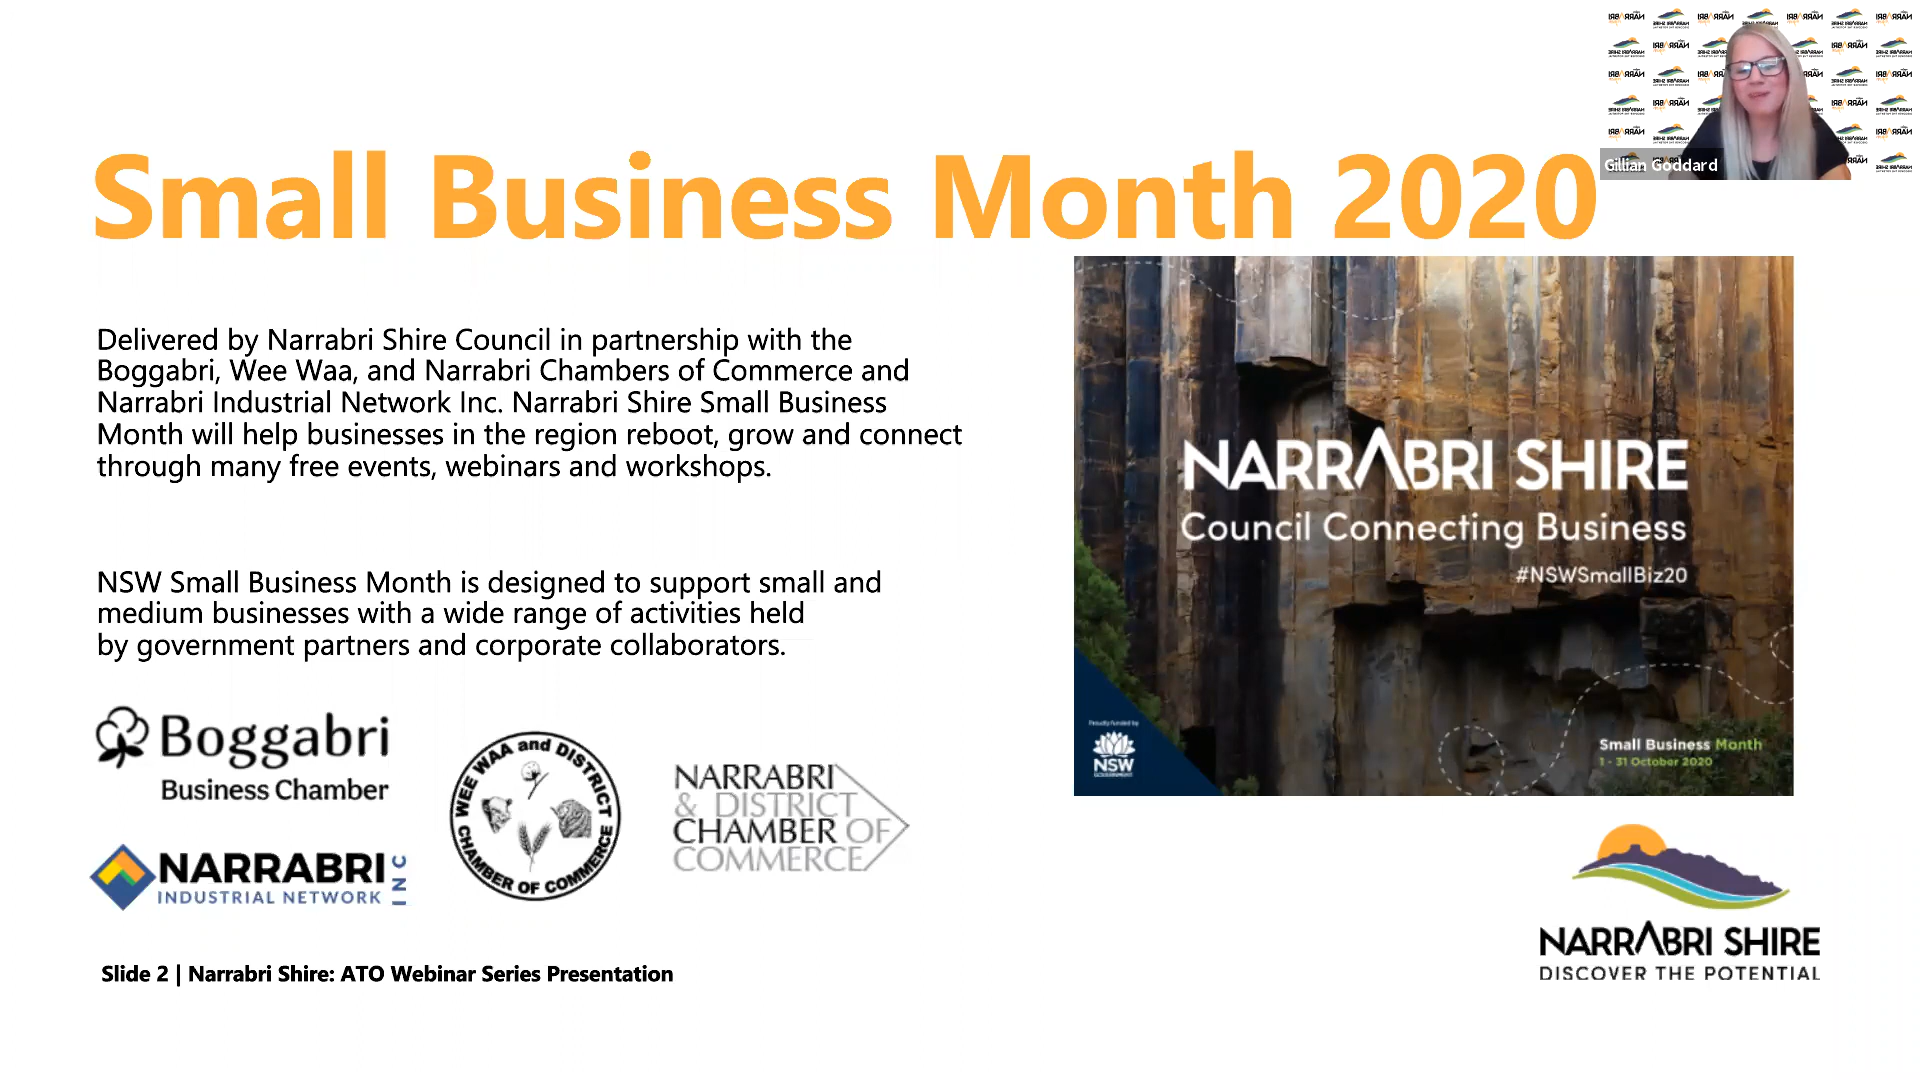 Small Business Month 2020
Gillian Goddard
Delivered by Narrabri Shire Council in partnership with the
Boggabri, Wee Waa, and Narrabri Chambers of Commerce and
Narrabri Industrial Network Inc. Narrabri Shire Small Business
Month will help businesses in the region reboot, grow and connect
through many free events, webinars and workshops.
NSW Small Business Month is designed to support small and
medium businesses with a wide range of activities held
by government partners and corporate collaborators.
NARRABRI SHIRE
Council Connecting Business
#NSWSmallBiz20
Proudly funded by
NSW
GOVERNMENT
Small Business Month
1 - 31 October 2020
Boggabri
Business Chamber
WEE WAA and DISTRICT
CHAMBER OF COMMERCE
NARRABRI
& DISTRICT
CHAMBER OF
COMMERCE
NARRABRI
INDUSTRIAL NETWORK
INC
NARRABRI SHIRE
DISCOVER THE POTENTIAL
Slide 2 | Narrabri Shire: ATO Webinar Series Presentation